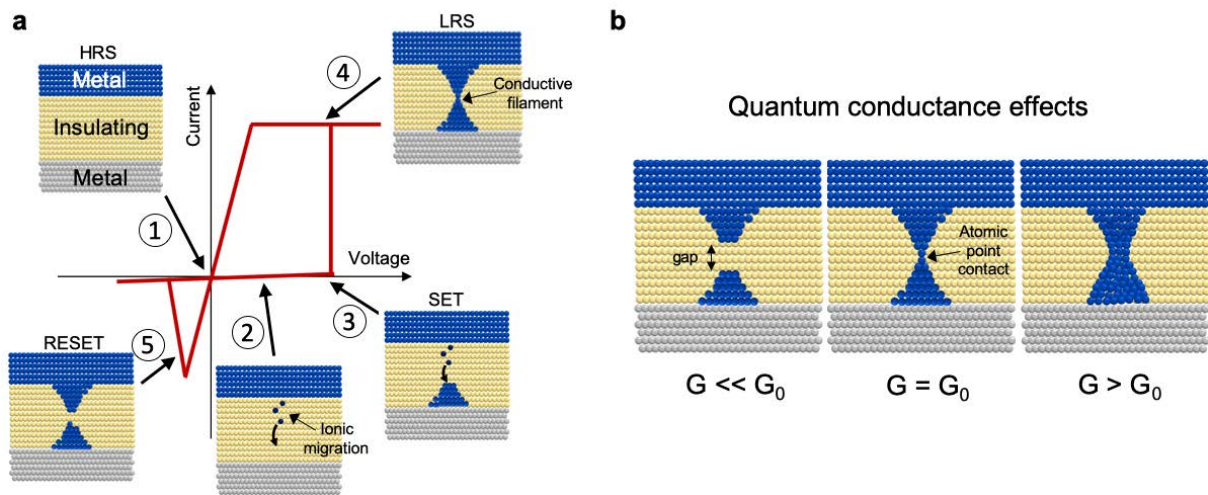 a
HRS
Metal
Insulating
Metal
1
Current
4
LRS
Conductive
filament
Voltage
2
3
SET
RESET
5
Ionic
migration
b
Quantum conductance effects
gap
Atomic
point
contact
G << G₀
G = G₀
G > G₀